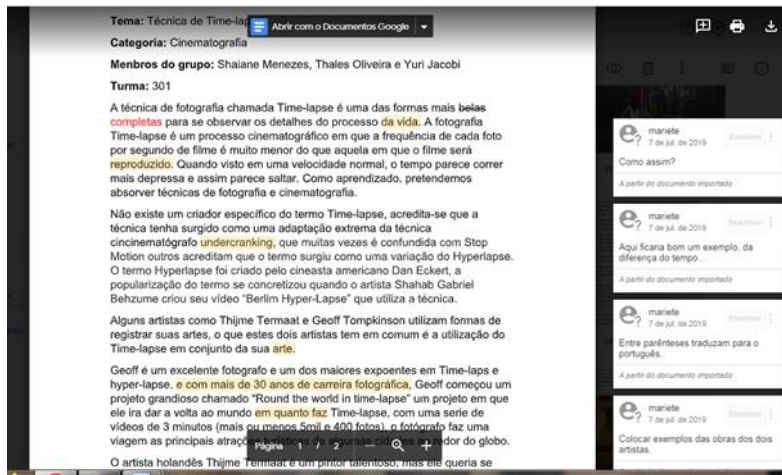 Tema: Técnica de Time-lap
Abrir com o Documentos Google
Categoria: Cinematografia
Menbros do grupo: Shaiane Menezes, Thales Oliveira e Yuri Jacobi
Turma: 301
A técnica de fotografia chamada Time-lapse é uma das formas mais belas
completas para se observar os detalhes do processo da vida. A fotografia
Time-lapse é um processo cinematográfico em que a frequência de cada foto
por segundo de filme é muito menor do que aquela em que o filme será
reproduzido. Quando visto em uma velocidade normal, o tempo parece correr
mais depressa e assim parece saltar. Como aprendizado, pretendemos
absorver técnicas de fotografia e cinematografia.
Não existe um criador específico do termo Time-lapse, acredita-se que a
técnica tenha surgido como uma adaptação extrema da técnica
cincinematógrafo undercranking, que muitas vezes é confundida com Stop
Motion outros acreditam que o termo surgiu como uma variação do Hyperlapse.
O termo Hyperlapse foi criado pelo cineasta americano Dan Eckert, a
popularização do termo se concretizou quando o artista Shahab Gabriel
Behzume criou seu vídeo "Berlim Hyper-Lapse" que utiliza a técnica.
Alguns artistas como Thijme Termaat e Geoff Tompkinson utilizam formas de
registrar suas artes, o que estes dois artistas tem em comum é a utilização do
Time-lapse em conjunto da sua arte.
Geoff é um excelente fotografo e um dos maiores expoentes em Time-laps e
hyper-lapse, e com mais de 30 anos de carreira fotográfica, Geoff começou um
projeto grandioso chamado "Round the world in time-lapse" um projeto em que
ele ira dar a volta ao mundo em quanto faz Time-lapse, com uma serie de
vídeos de 3 minutos (mais ou menos 5mil e 400 fotos), o fotógrafo faz uma
viagem as principais atrações turísticas de algumas cidades ao redor do globo.
Página 1 / 2
O artista holandês Thijme Termaat é um pintor talentoso, mas ele queria se
mariete
7 de jul. de 2019
Resolver
Como assim?
A partir do documento importado
mariete
7 de jul. de 2019
Resolver
Aqui ficaria bom um exemplo, da
diferença do tempo...
A partir do documento importado
mariete
7 de jul. de 2019
Resolver
Entre parênteses traduzam para o
português.
A partir do documento importado
mariete
7 de jul. de 2019
Resolver
Colocar exemplos das obras dos dois
artistas.